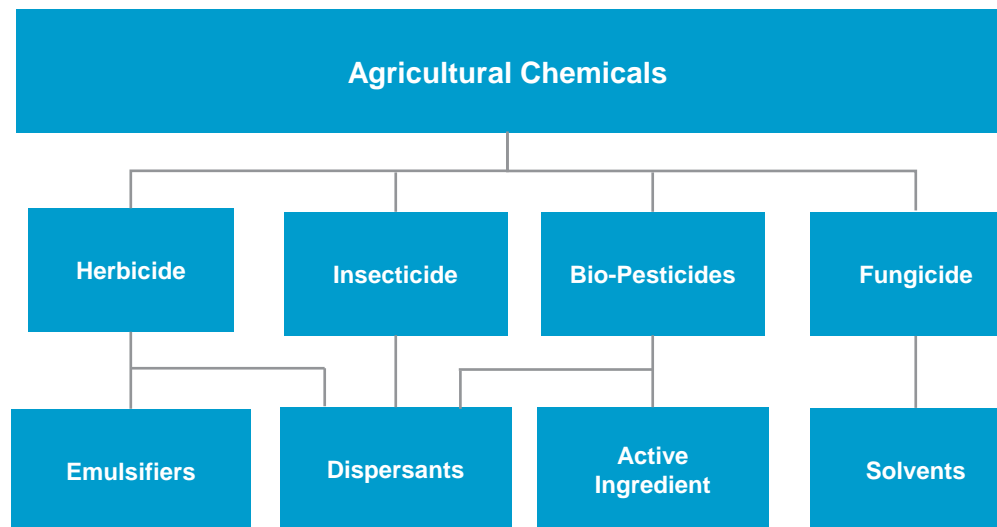 Agricultural Chemicals
Herbicide
Insecticide
Bio-Pesticides
Fungicide
Emulsifiers
Dispersants
Active
Ingredient
Solvents